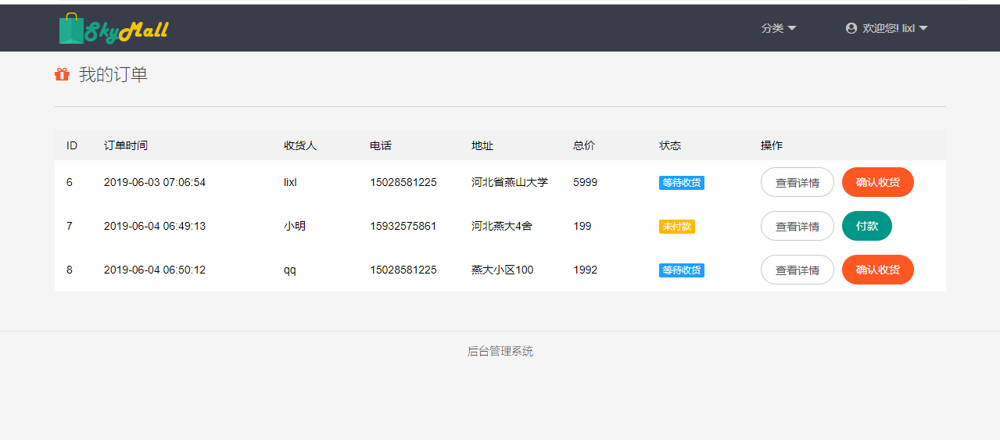 SkyMall 分类 欢迎您! lixl
我的订单
ID 订单时间 收货人 电话 地址 总价 状态 操作
6 2019-06-03 07:06:54 lixl 15028581225 河北省燕山大学 5999 等待收货 查看详情 确认收货
7 2019-06-04 06:49:13 小明 15932575861 河北燕大4舍 199 未付款 查看详情 付款
8 2019-06-04 06:50:12 qq 15028581225 燕大小区100 1992 等待收货 查看详情 确认收货
后台管理系统